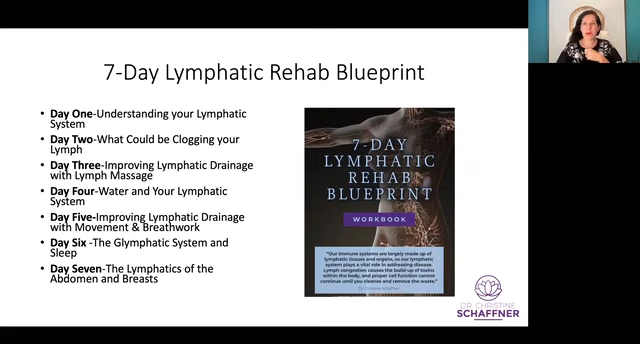 7-Day Lymphatic Rehab Blueprint
• Day One-Understanding your Lymphatic
System
• Day Two-What Could be Clogging your
Lymph
• Day Three-Improving Lymphatic Drainage
with Lymph Massage
• Day Four-Water and Your Lymphatic
System
• Day Five-Improving Lymphatic Drainage
with Movement & Breathwork
• Day Six -The Glymphatic System and
Sleep
• Day Seven-The Lymphatics of the
Abdomen and Breasts
7-DAY
LYMPHATIC
REHAB
BLUEPRINT
WORKBOOK
"Our immune systems are largely made up of
lymphatic tissues and organs, so our lymphatic
system plays a vital role in addressing disease.
Lymph congestion causes the build-up of toxins
within the body, and proper cell function cannot
continue until you cleanse and remove the waste."
Dr. Christine Schaffner
DR. CHRISTINE
SCHAFFNER